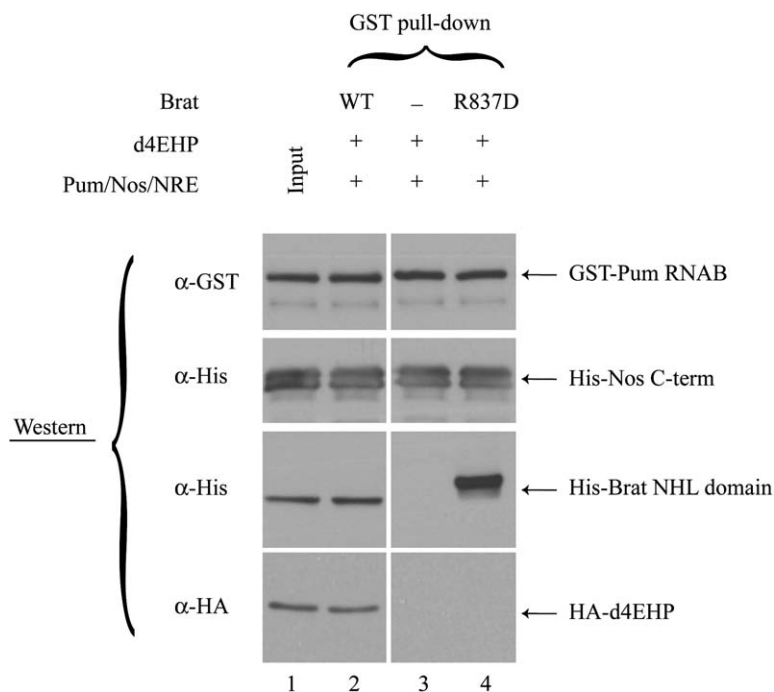 GST pull-down
Brat WT – R837D
d4EHP + + +
Pum/Nos/NRE + + +
Input
α-GST GST-Pum RNAB
α-His His-Nos C-term
Western
α-His His-Brat NHL domain
α-HA HA-d4EHP
1 2 3 4